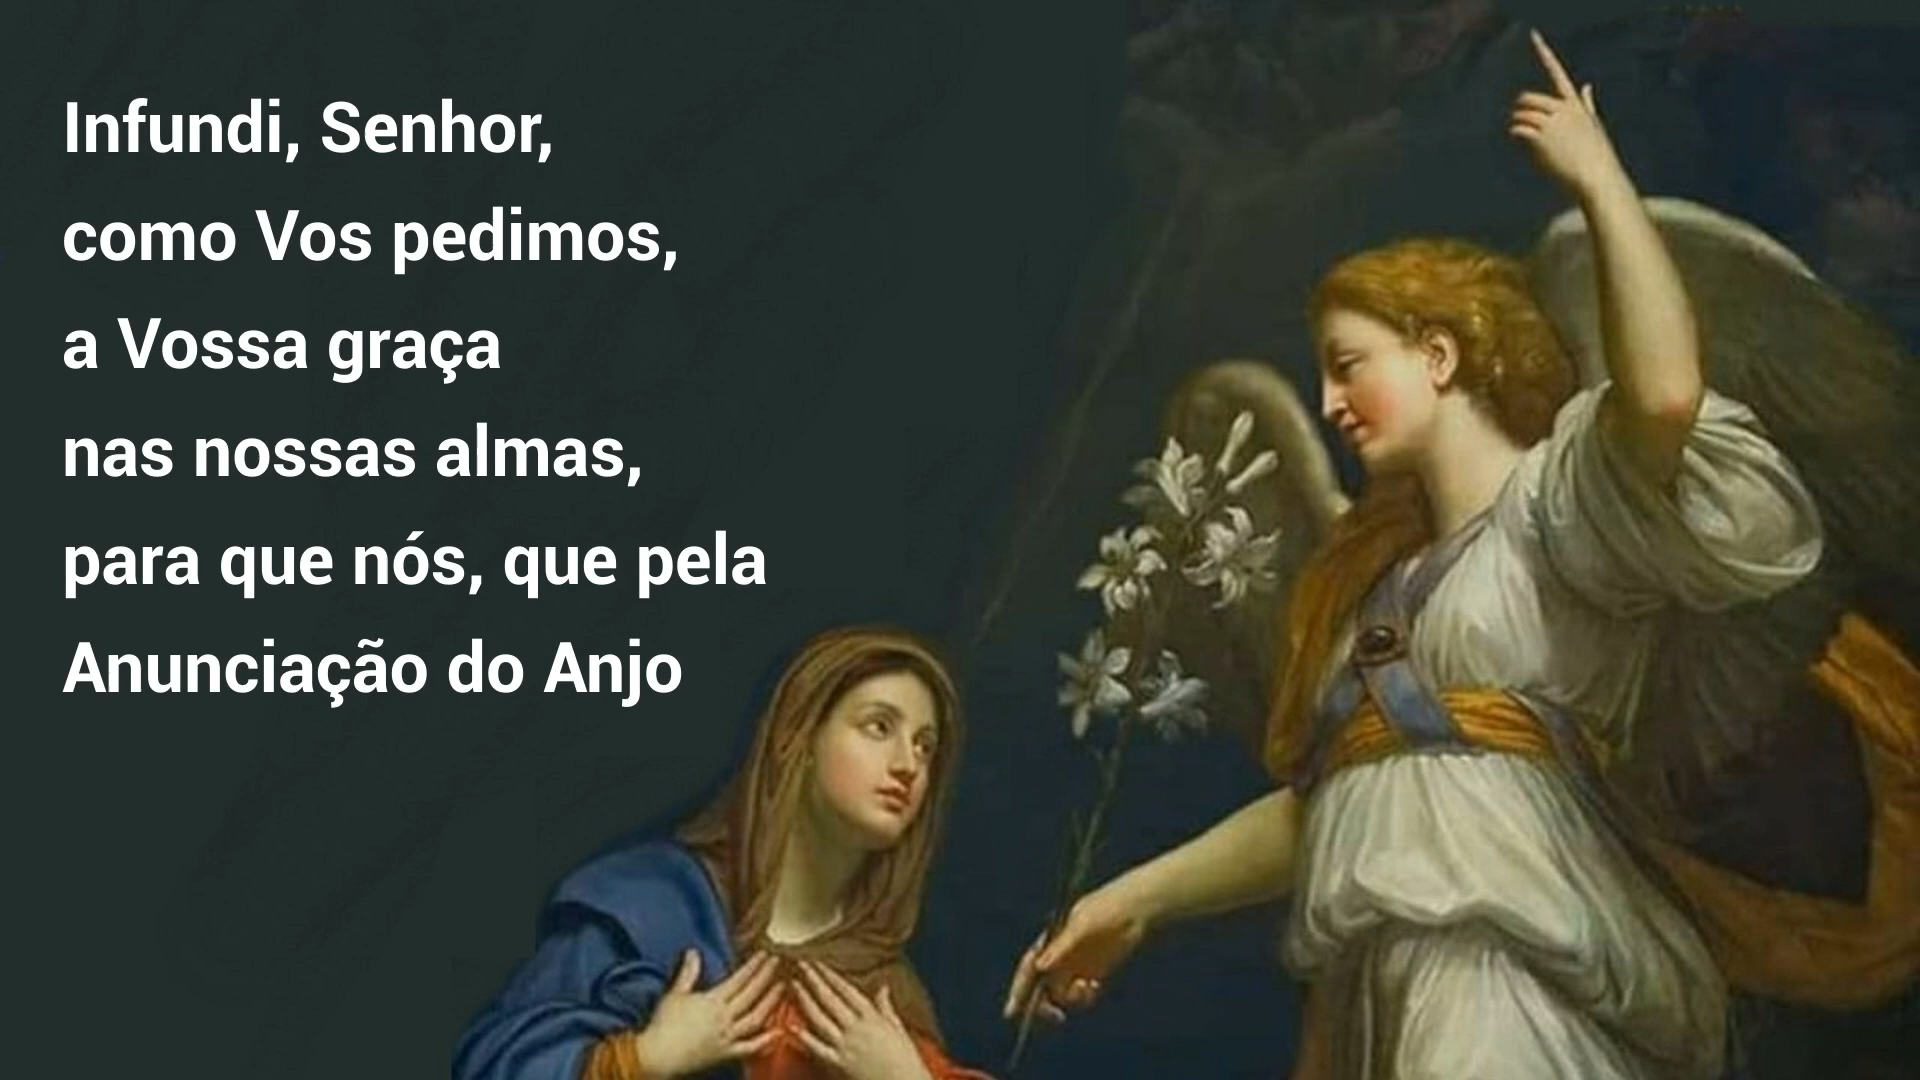 Infundi, Senhor,
como Vos pedimos,
a Vossa graça
nas nossas almas,
para que nós, que pela
Anunciação do Anjo